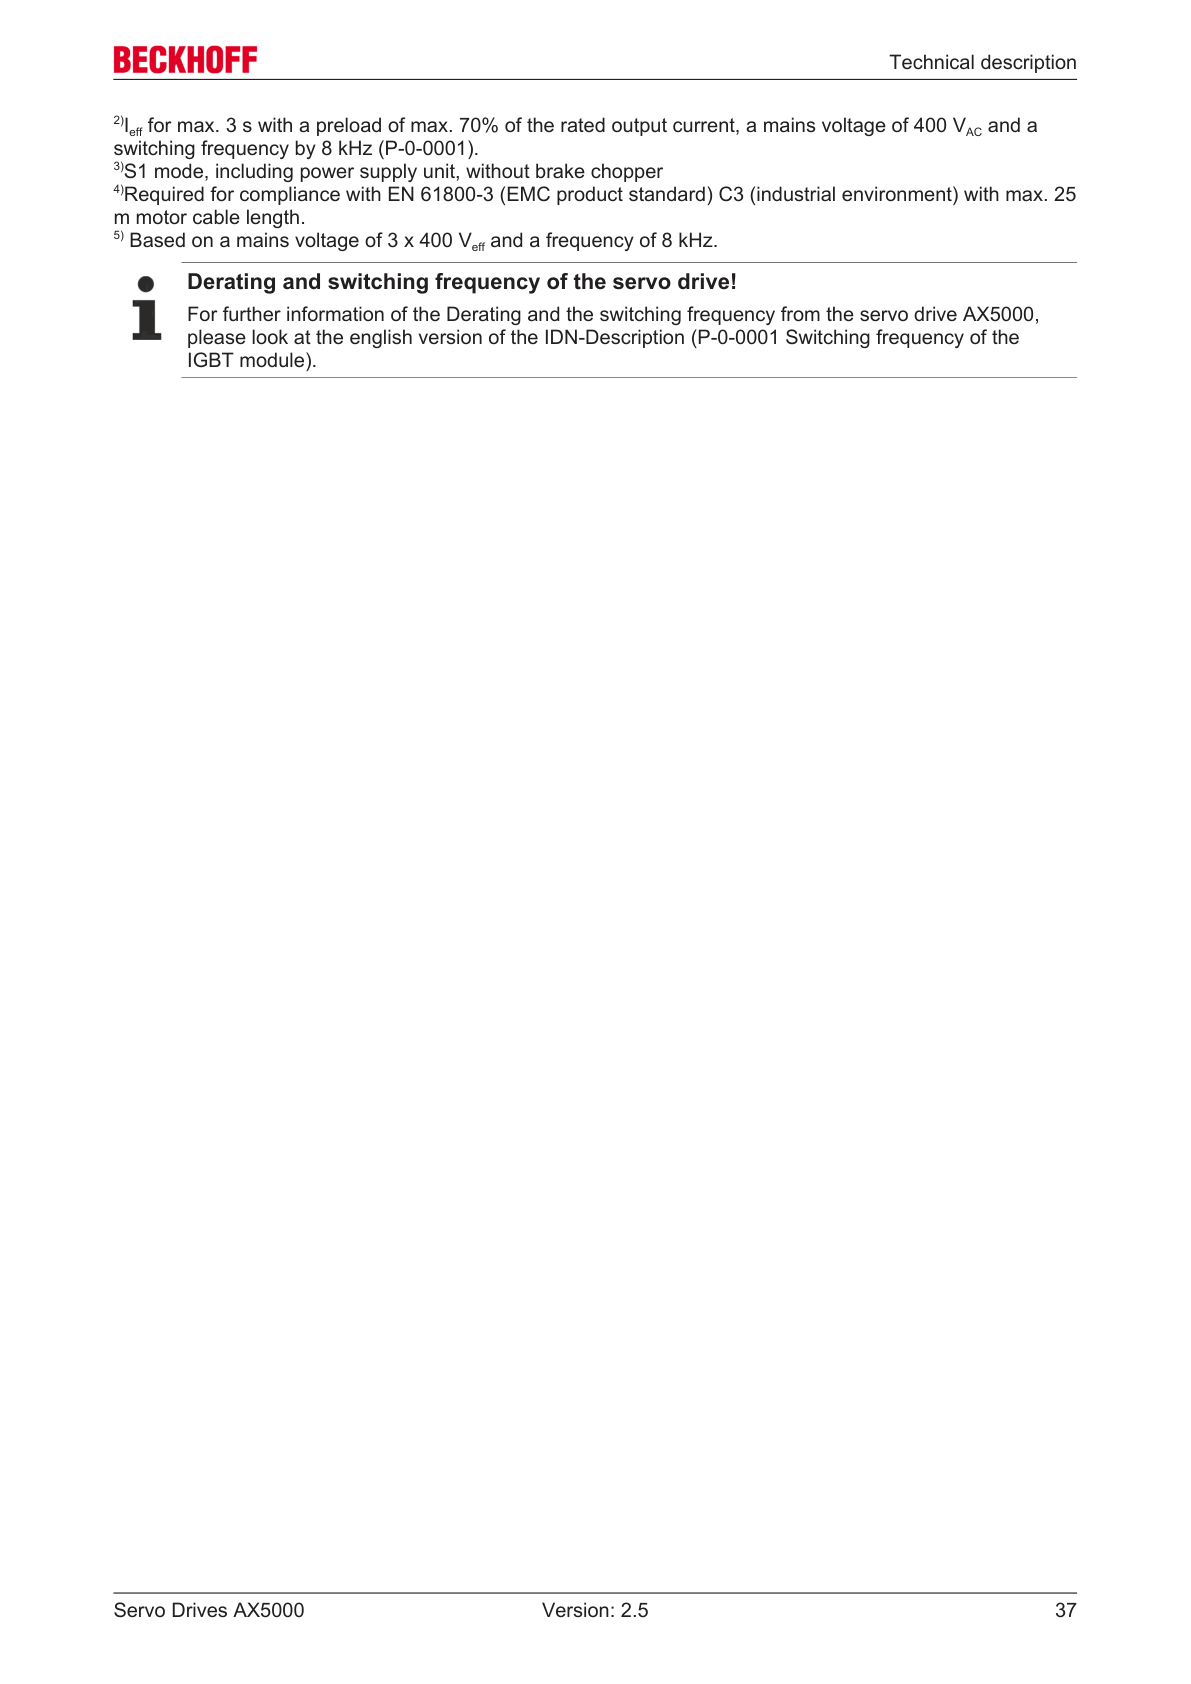 BECKHOFF
Technical description
2)Ieff for max. 3 s with a preload of max. 70% of the rated output current, a mains voltage of 400 VAC and a
switching frequency by 8 kHz (P-0-0001).
3)S1 mode, including power supply unit, without brake chopper
4)Required for compliance with EN 61800-3 (EMC product standard) C3 (industrial environment) with max. 25
m motor cable length.
5) Based on a mains voltage of 3 x 400 Veff and a frequency of 8 kHz.
Derating and switching frequency of the servo drive!
For further information of the Derating and the switching frequency from the servo drive AX5000,
please look at the english version of the IDN-Description (P-0-0001 Switching frequency of the
IGBT module).
Servo Drives AX5000
Version: 2.5
37